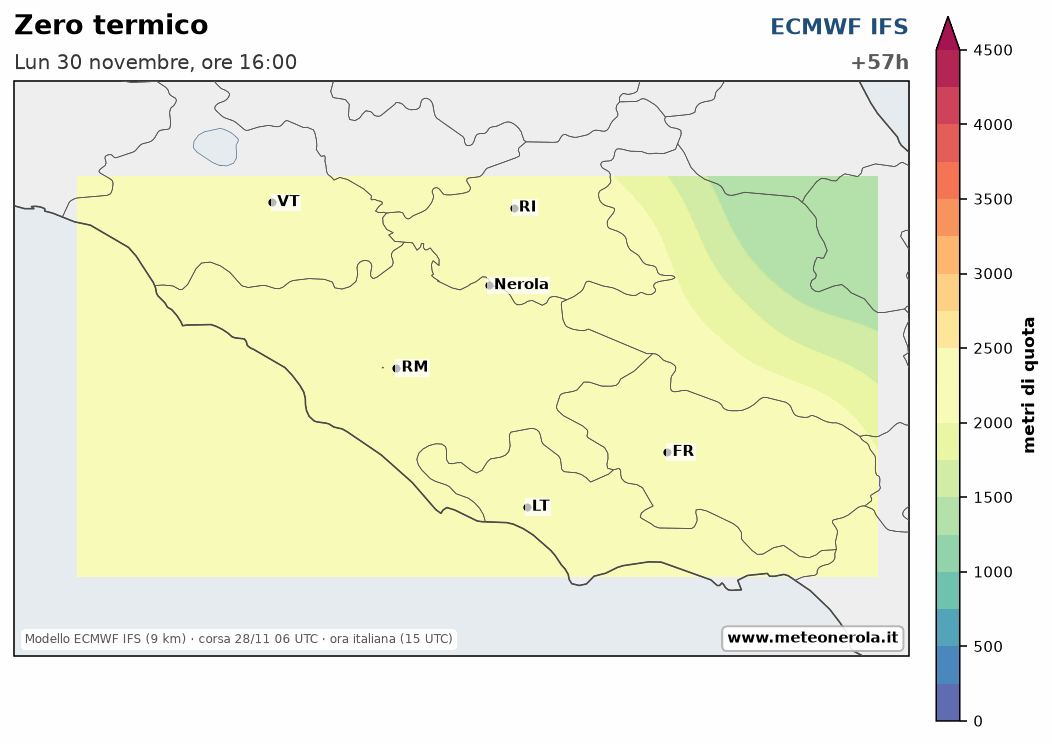 Zero termico
ECMWF IFS
Lun 30 novembre, ore 16:00
+57h
VT
RI
Nerola
RM
FR
LT
4500
4000
3500
3000
2500
2000
1500
1000
500
0
metri di quota
Modello ECMWF IFS (9 km) · corsa 28/11 06 UTC · ora italiana (15 UTC)
www.meteonerola.it